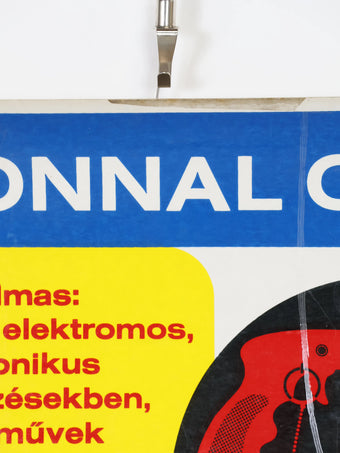 ONNAL
lmas:
elektromos,
onikus
zésekben,
művek